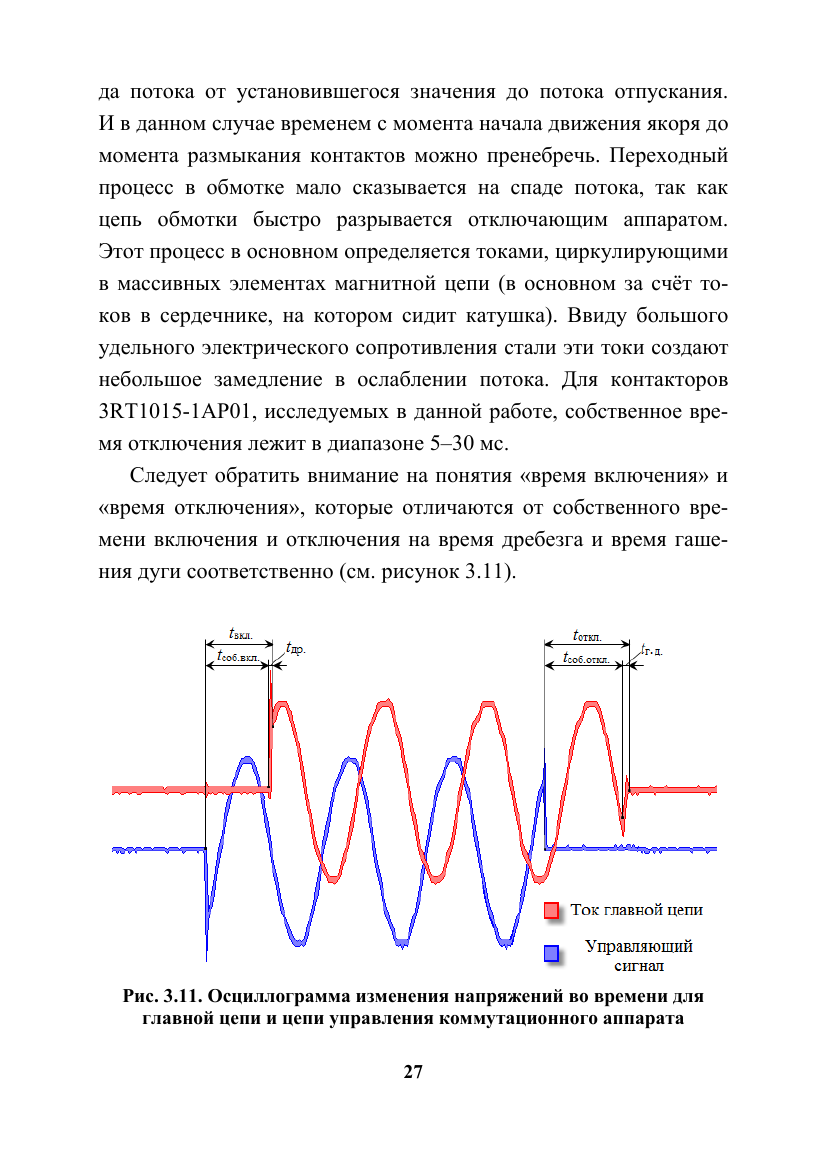 да потока от установившегося значения до потока отпускания.
И в данном случае временем с момента начала движения якоря до
момента размыкания контактов можно пренебречь. Переходный
процесс в обмотке мало сказывается на спаде потока, так как
цепь обмотки быстро разрывается отключающим аппаратом.
Этот процесс в основном определяется токами, циркулирующими
в массивных элементах магнитной цепи (в основном за счёт то-
ков в сердечнике, на котором сидит катушка). Ввиду большого
удельного электрического сопротивления стали эти токи создают
небольшое замедление в ослаблении потока. Для контакторов
3RT1015-1AP01, исследуемых в данной работе, собственное вре-
мя отключения лежит в диапазоне 5–30 мс.
Следует обратить внимание на понятия «время включения» и
«время отключения», которые отличаются от собственного вре-
мени включения и отключения на время дребезга и время гаше-
ния дуги соответственно (см. рисунок 3.11).
tвкл. tоткл.
tсоб.вкл. tдр. tсоб.откл. tг.д.
Ток главной цепи
Управляющий
сигнал
Рис. 3.11. Осциллограмма изменения напряжений во времени для
главной цепи и цепи управления коммутационного аппарата
27